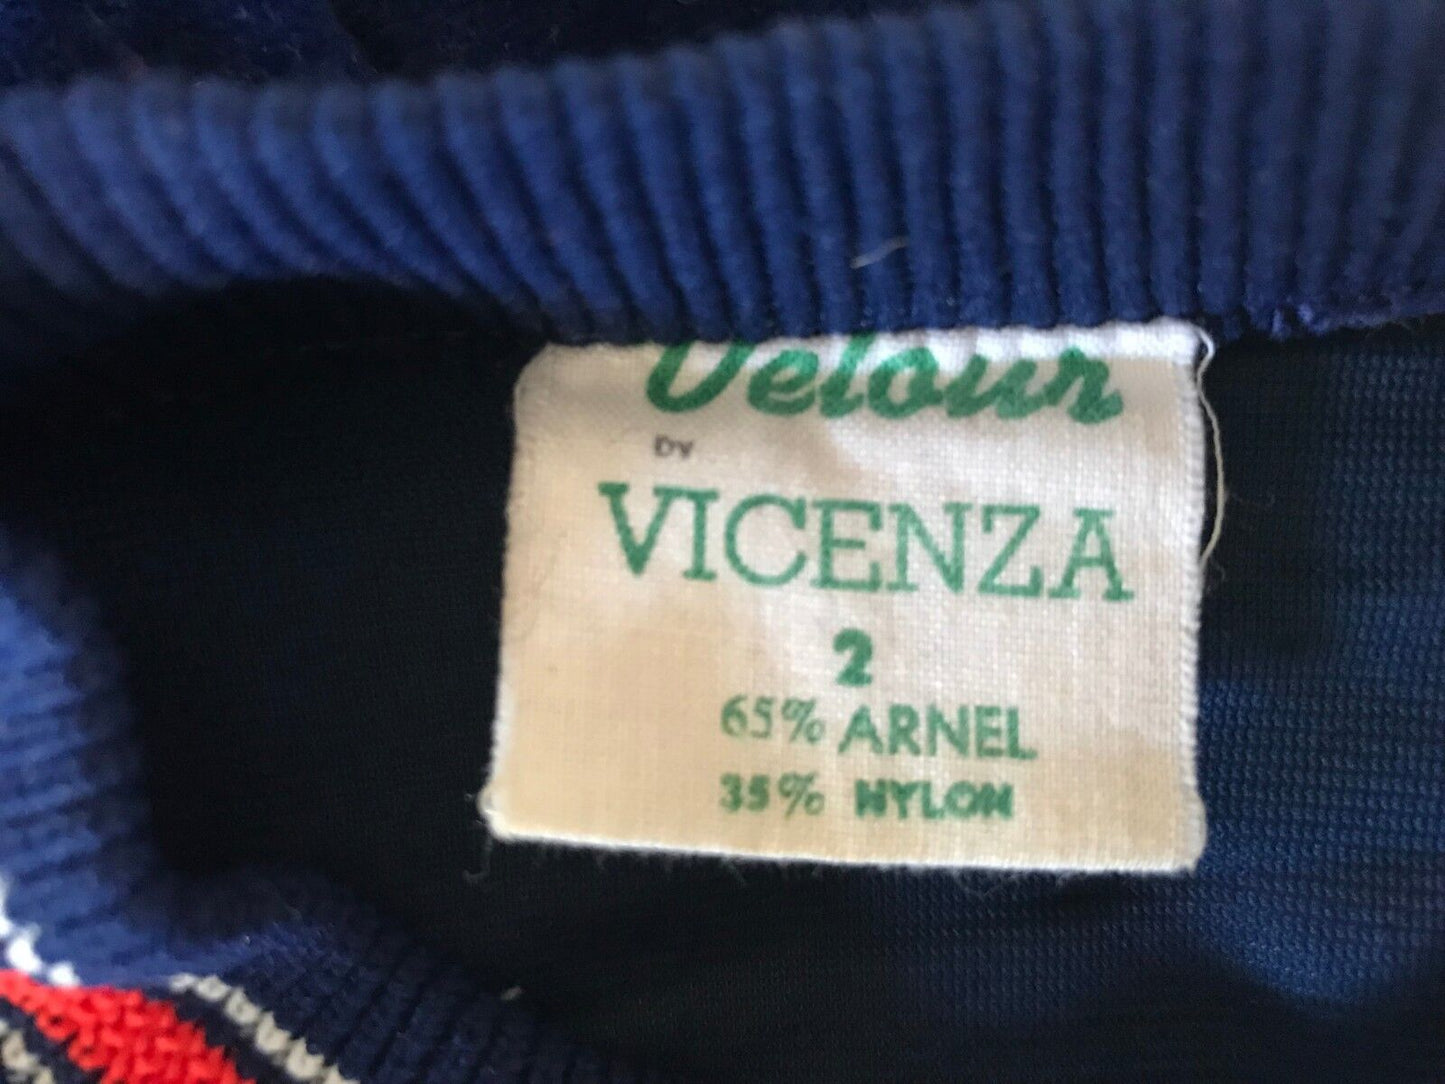 Velour
BY
VICENZA
2
65% ARNEL
35% NYLON